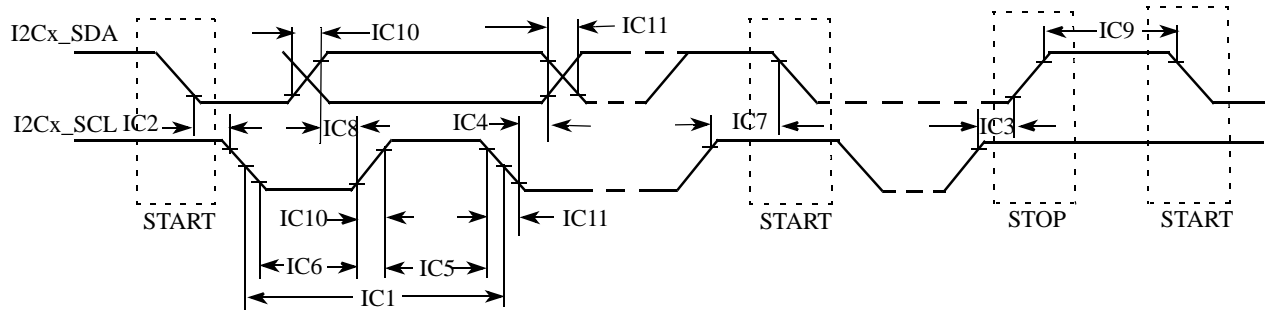 I2Cx_SDA
IC10
IC11
IC9
I2Cx_SCL
IC2
IC8
IC4
IC7
IC3
START
IC10
IC11
START
STOP
START
IC6
IC5
IC1